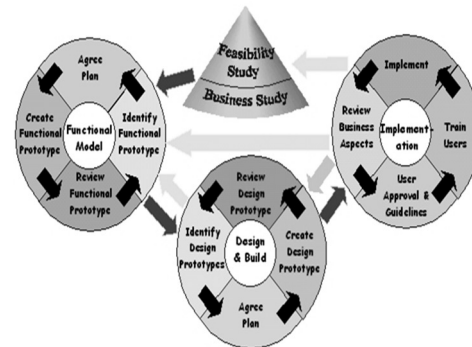 Feasibility
Study
Business Study
Agree
Plan
Create
Functional
Prototype
Functional
Model
Identify
Functional
Prototype
Review
Functional
Prototype
Implement
Review
Business
Aspects
Implement-
ation
Train
Users
User
Approval &
Guidelines
Review
Design
Prototype
Identify
Design
Prototypes
Design
& Build
Create
Design
Prototype
Agree
Plan